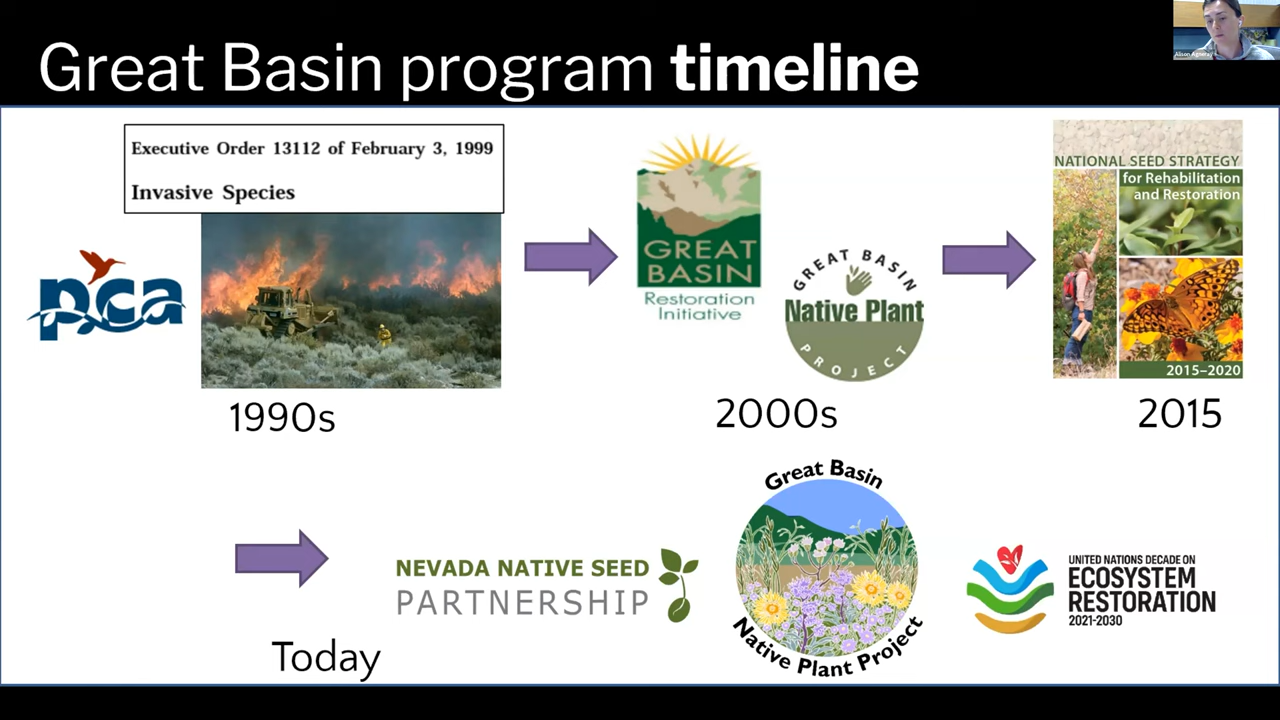 Great Basin program timeline
Alison Agneray
Executive Order 13112 of February 3, 1999
Invasive Species
pca
1990s
GREAT
BASIN
Restoration
Initiative
GREAT BASIN
Native Plant
PROJECT
2000s
NATIONAL SEED STRATEGY
for Rehabilitation
and Restoration
2015–2020
2015
Today
NEVADA NATIVE SEED
PARTNERSHIP
Great Basin
Native Plant Project
UNITED NATIONS DECADE ON
ECOSYSTEM
RESTORATION
2021-2030